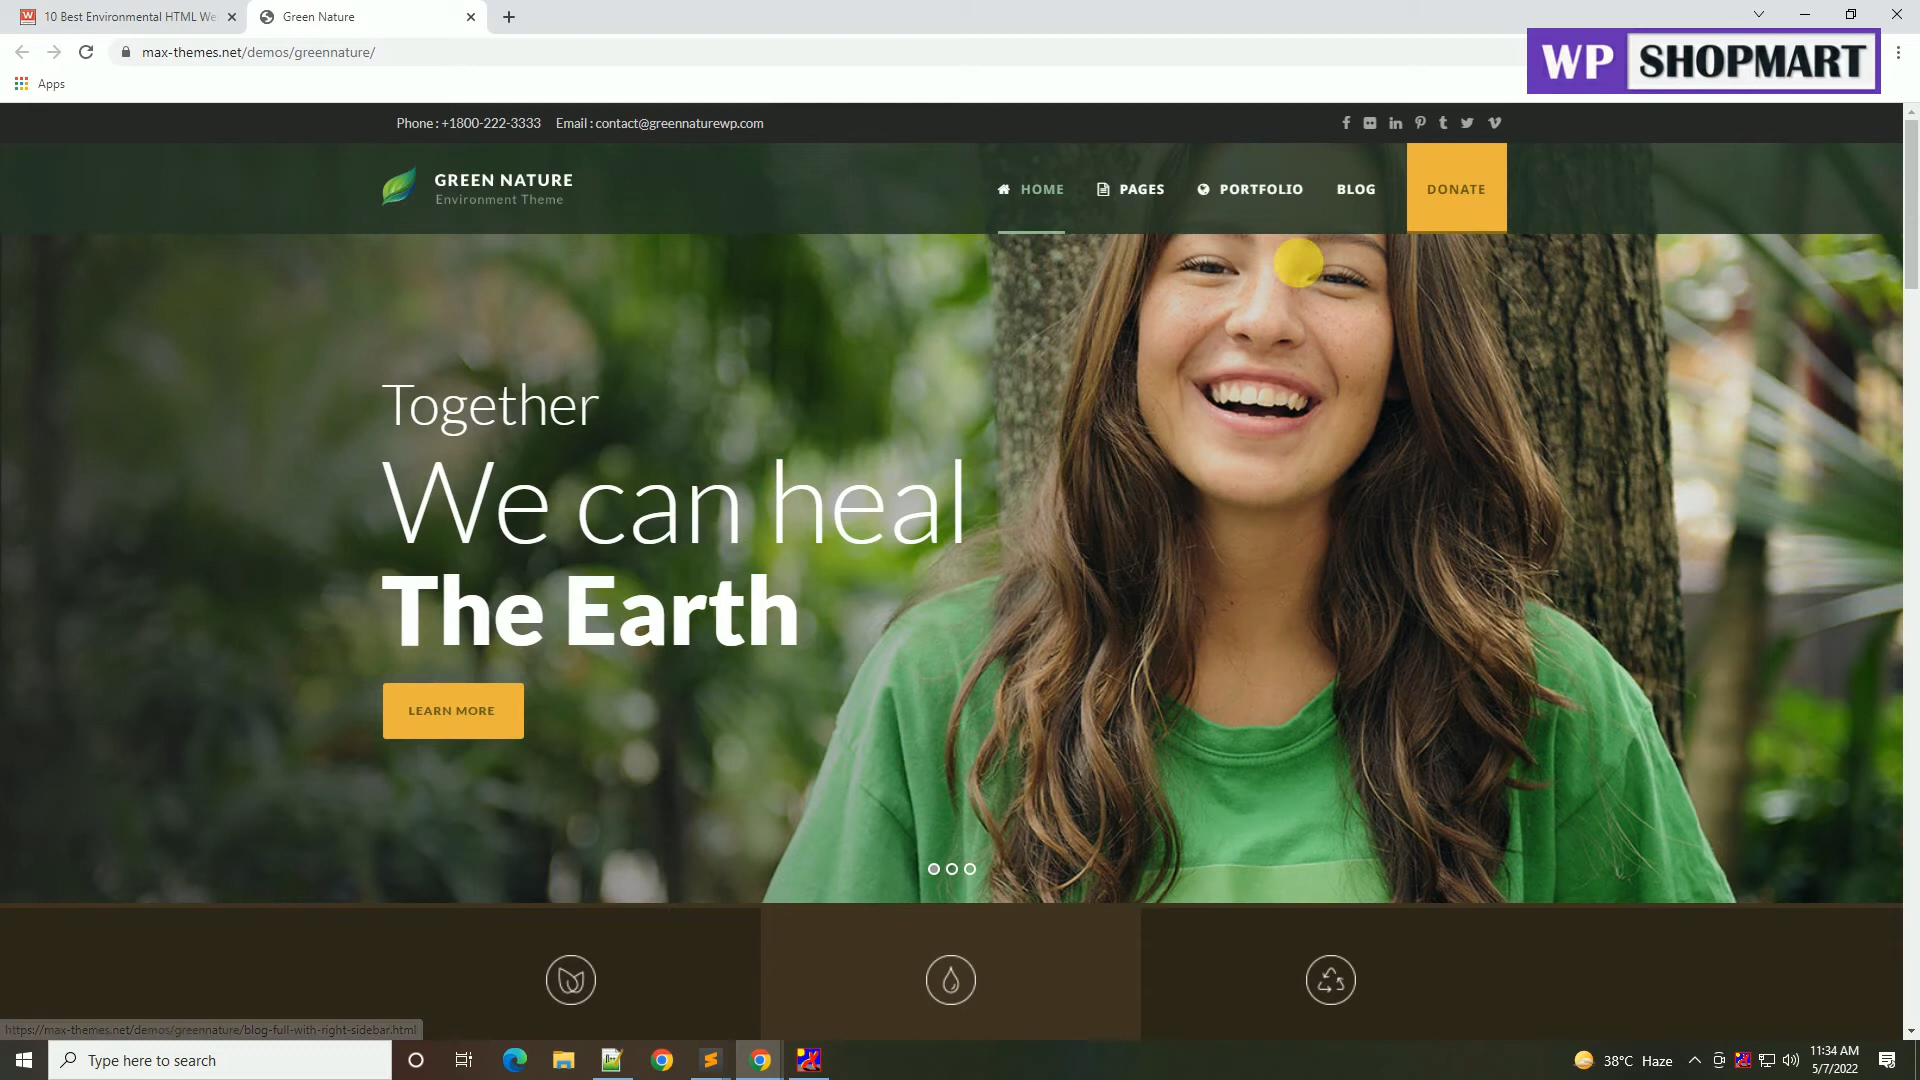 10 Best Environmental HTML We
Green Nature
max-themes.net/demos/greennature/
Apps
WP SHOPMART
Phone : +1800-222-3333 Email : contact@greennaturewp.com
GREEN NATURE
Environment Theme
HOME PAGES PORTFOLIO BLOG DONATE
Together
We can heal
The Earth
LEARN MORE
https://max-themes.net/demos/greennature/blog-full-with-right-sidebar.html
Type here to search
38°C Haze
11:34 AM
5/7/2022